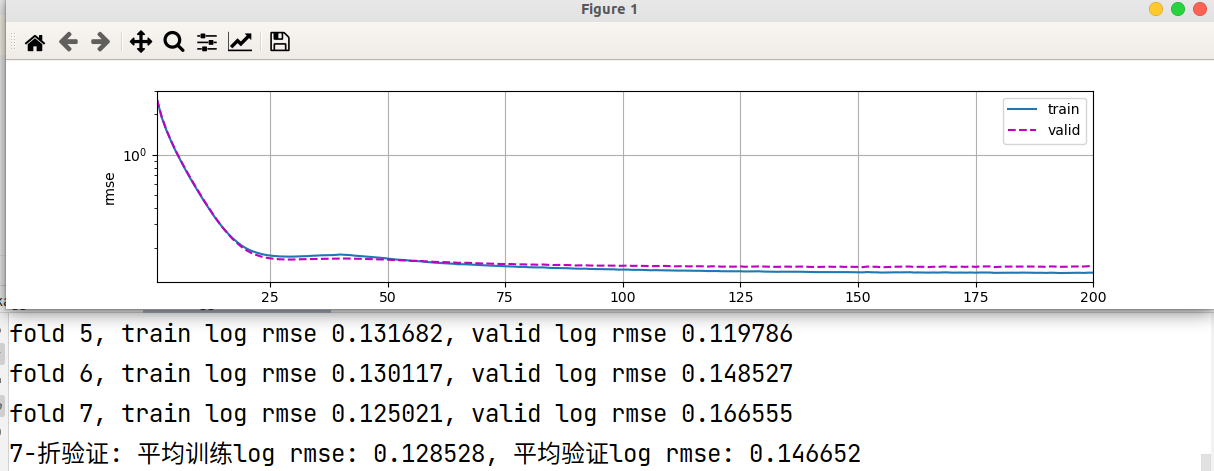 Figure 1
train
valid
10⁰
rmse
25 50 75 100 125 150 175 200
fold 5, train log rmse 0.131682, valid log rmse 0.119786
fold 6, train log rmse 0.130117, valid log rmse 0.148527
fold 7, train log rmse 0.125021, valid log rmse 0.166555
7-折验证: 平均训练log rmse: 0.128528, 平均验证log rmse: 0.146652